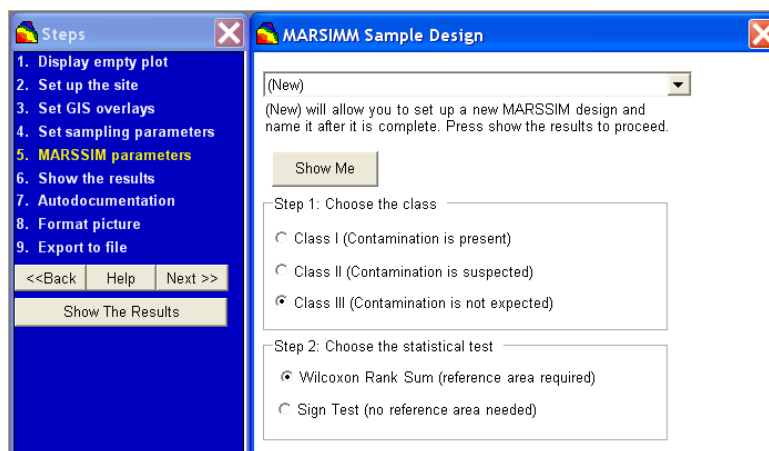 Steps
1. Display empty plot
2. Set up the site
3. Set GIS overlays
4. Set sampling parameters
5. MARSSIM parameters
6. Show the results
7. Autodocumentation
8. Format picture
9. Export to file
<<Back Help Next >>
Show The Results
MARSIMM Sample Design
(New)
(New) will allow you to set up a new MARSSIM design and
name it after it is complete. Press show the results to proceed.
Show Me
Step 1: Choose the class
Class I (Contamination is present)
Class II (Contamination is suspected)
Class III (Contamination is not expected)
Step 2: Choose the statistical test
Wilcoxon Rank Sum (reference area required)
Sign Test (no reference area needed)